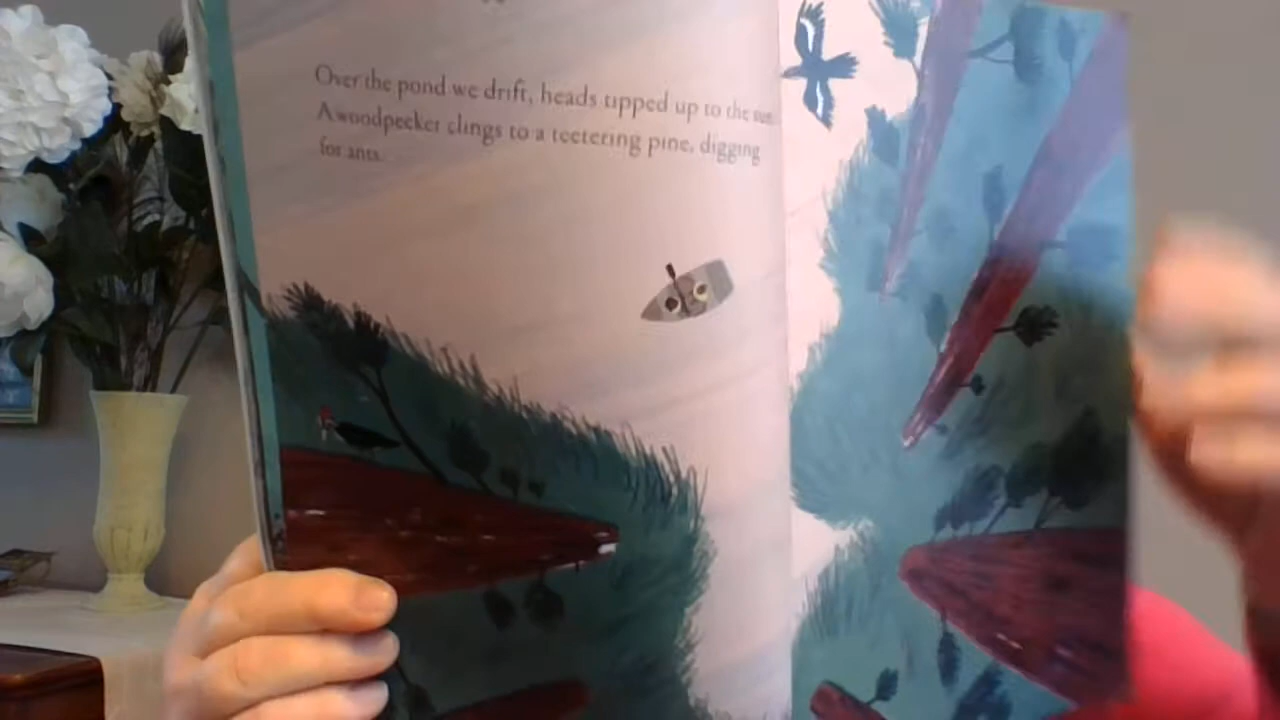 Over the pond we drift, heads tipped up to the sun.
A woodpecker clings to a teetering pine, digging
for ants.